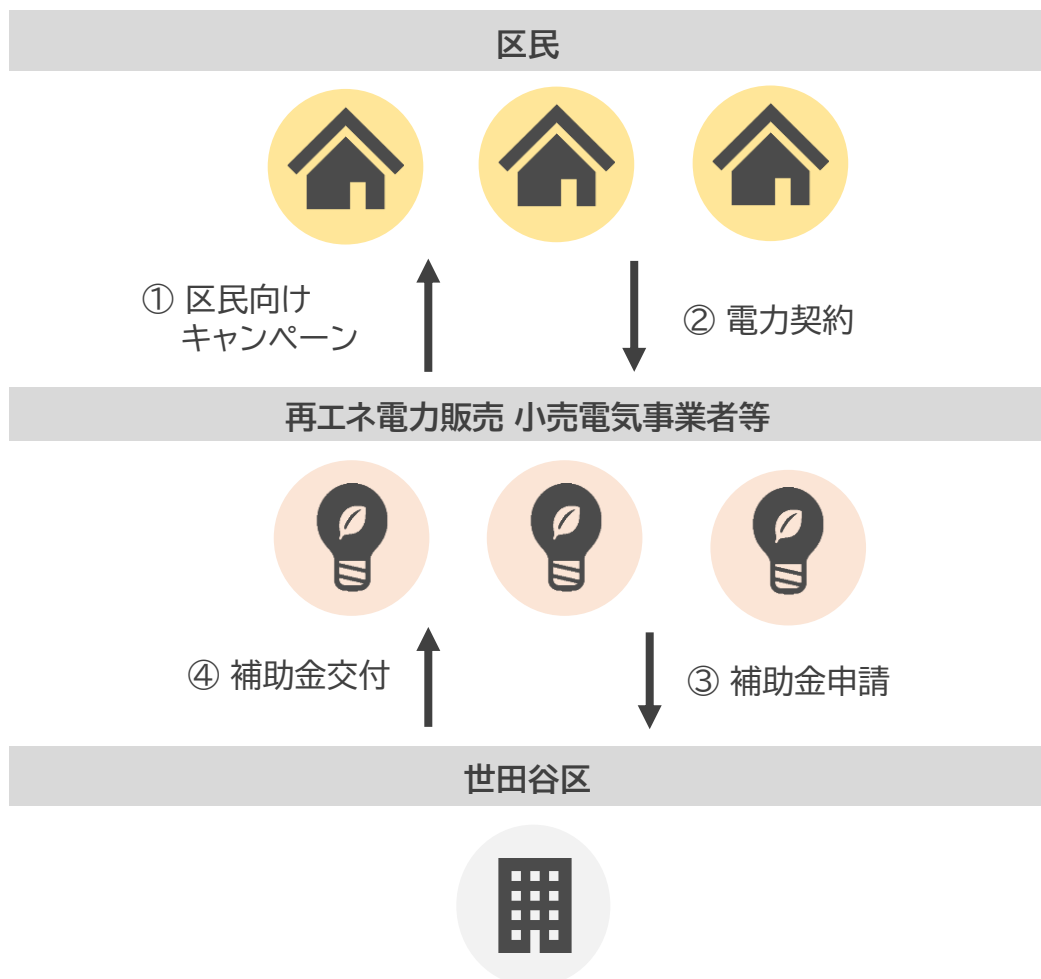 区民
① 区民向け
キャンペーン
② 電力契約
再エネ電力販売 小売電気事業者等
④ 補助金交付
③ 補助金申請
世田谷区